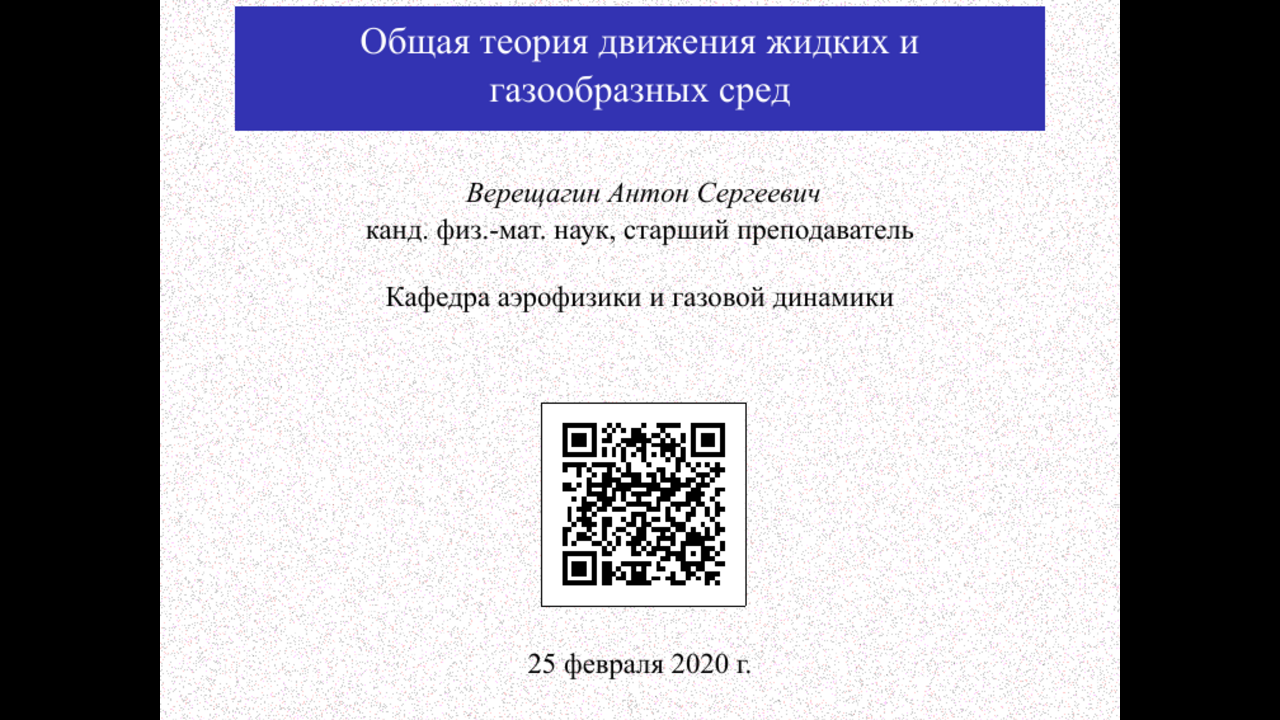 Общая теория движения жидких и
газообразных сред
Верещагин Антон Сергеевич
канд. физ.-мат. наук, старший преподаватель
Кафедра аэрофизики и газовой динамики
25 февраля 2020 г.